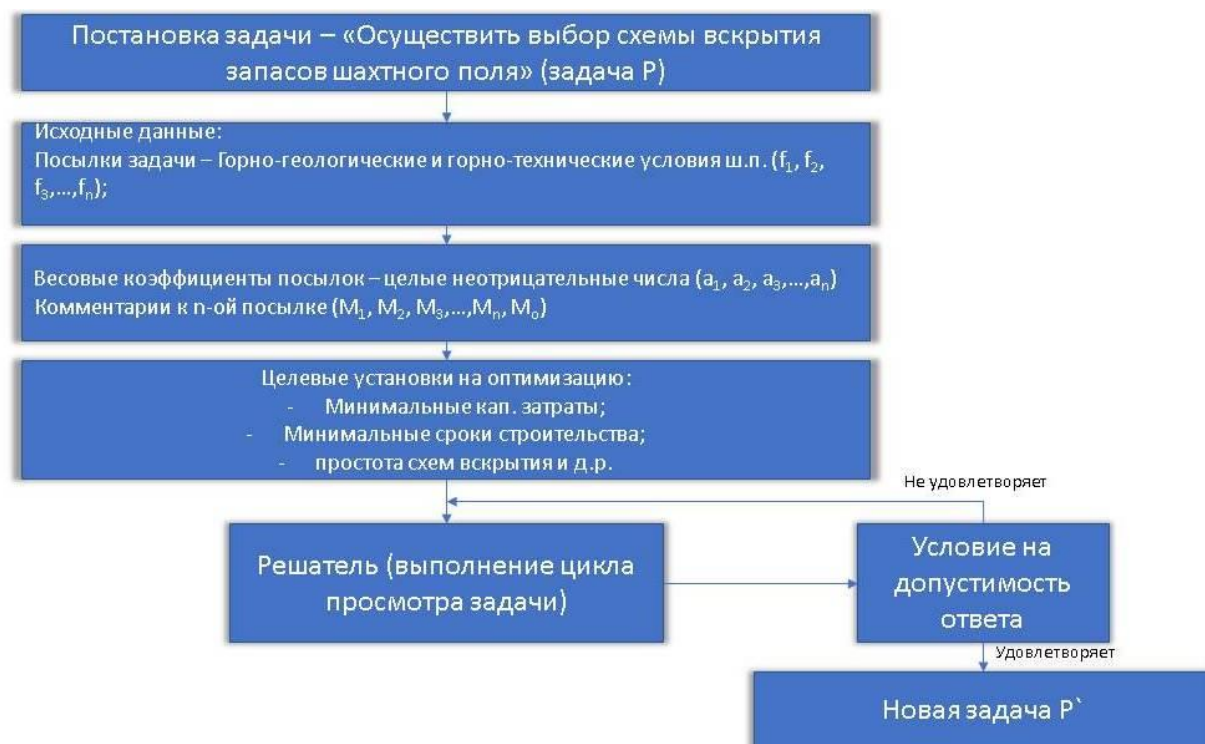 Постановка задачи – «Осуществить выбор схемы вскрытия
запасов шахтного поля» (задача P)
Исходные данные:
Посылки задачи – Горно-геологические и горно-технические условия ш.п. (f₁, f₂,
f₃,...,fₙ);
Весовые коэффициенты посылок – целые неотрицательные числа (a₁, a₂, a₃,...,aₙ)
Комментарии к n-ой посылке (M₁, M₂, M₃,...,Mₙ, Mₒ)
Целевые установки на оптимизацию:
- Минимальные кап. затраты;
- Минимальные сроки строительства;
- простота схем вскрытия и д.р.
Не удовлетворяет
Решатель (выполнение цикла
просмотра задачи)
Условие на
допустимость
ответа
Удовлетворяет
Новая задача P`